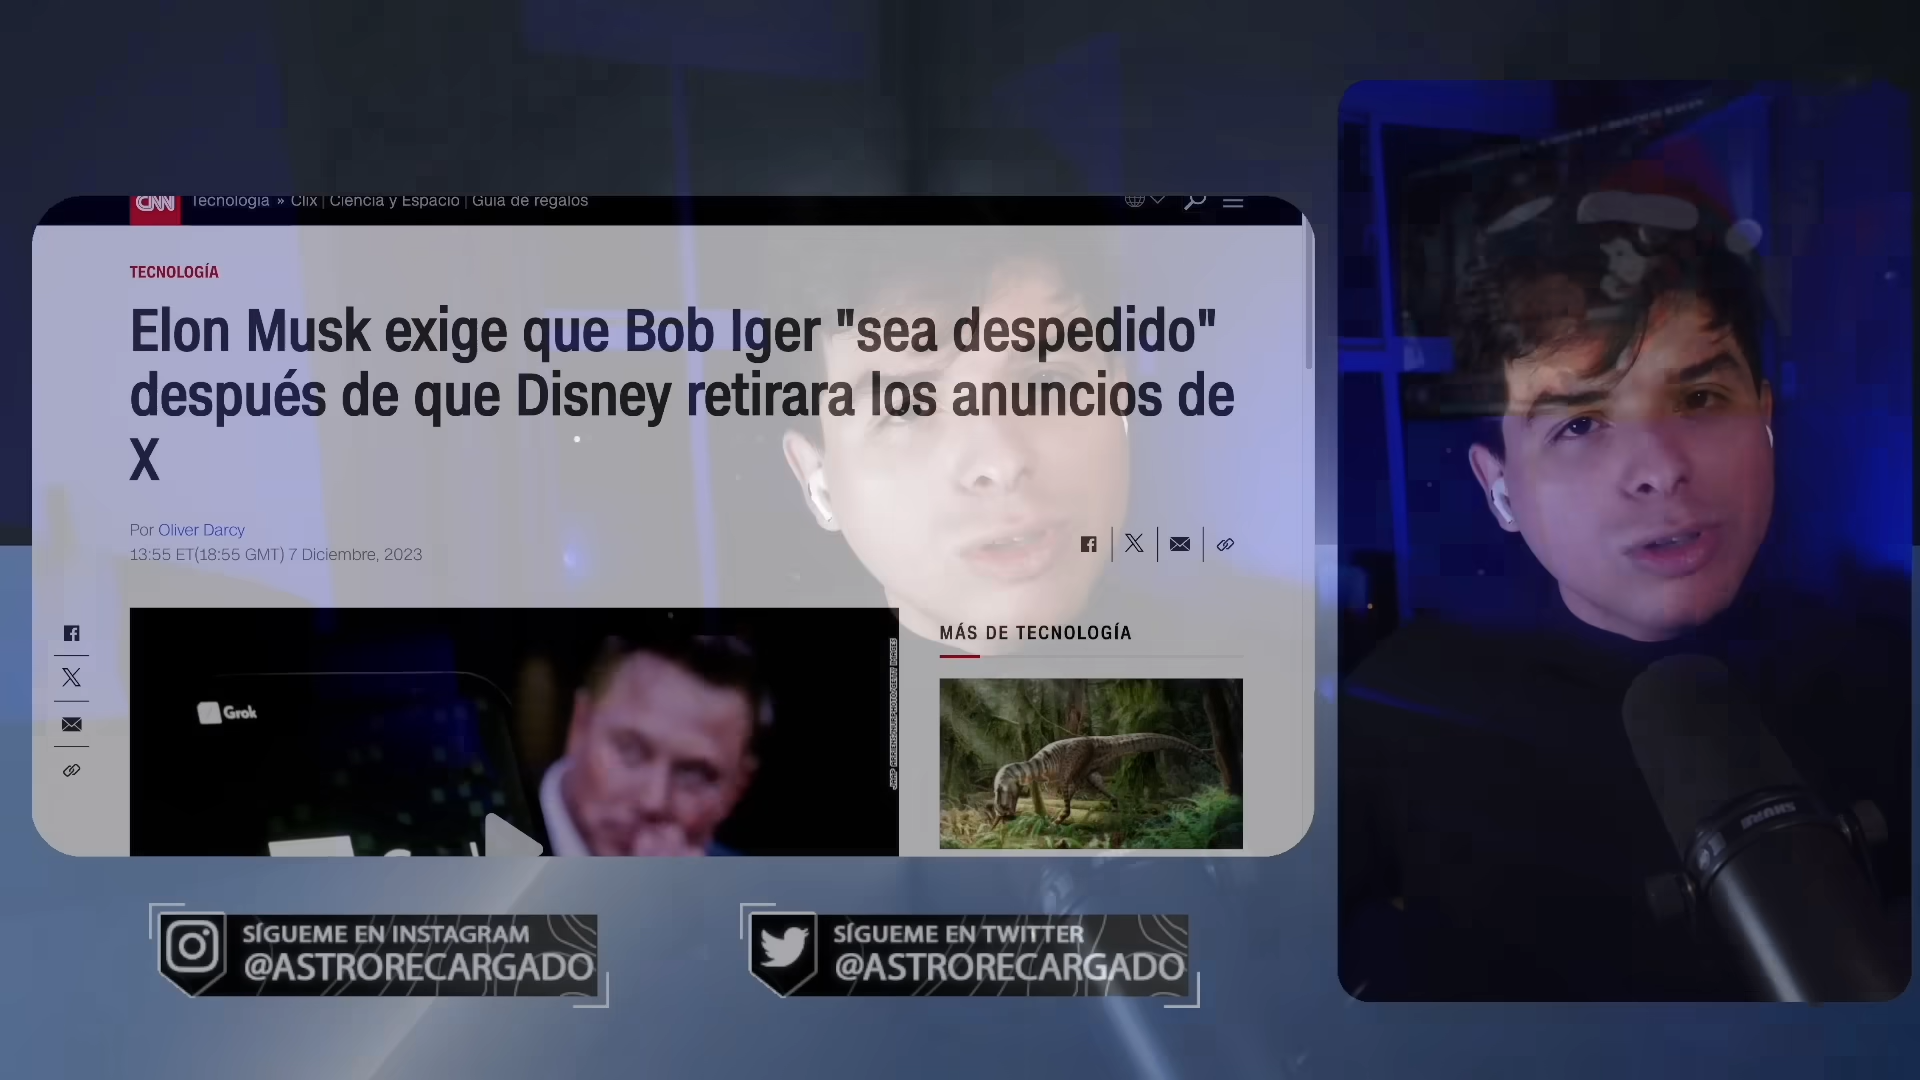 CNN Tecnología » Clix | Ciencia y Espacio | Guía de regalos
TECNOLOGÍA
Elon Musk exige que Bob Iger "sea despedido"
después de que Disney retirara los anuncios de
X
Por Oliver Darcy
13:55 ET(18:55 GMT) 7 Diciembre, 2023
MÁS DE TECNOLOGÍA
Grok
SHURE
SÍGUEME EN INSTAGRAM
@ASTRORECARGADO
SÍGUEME EN TWITTER
@ASTRORECARGADO